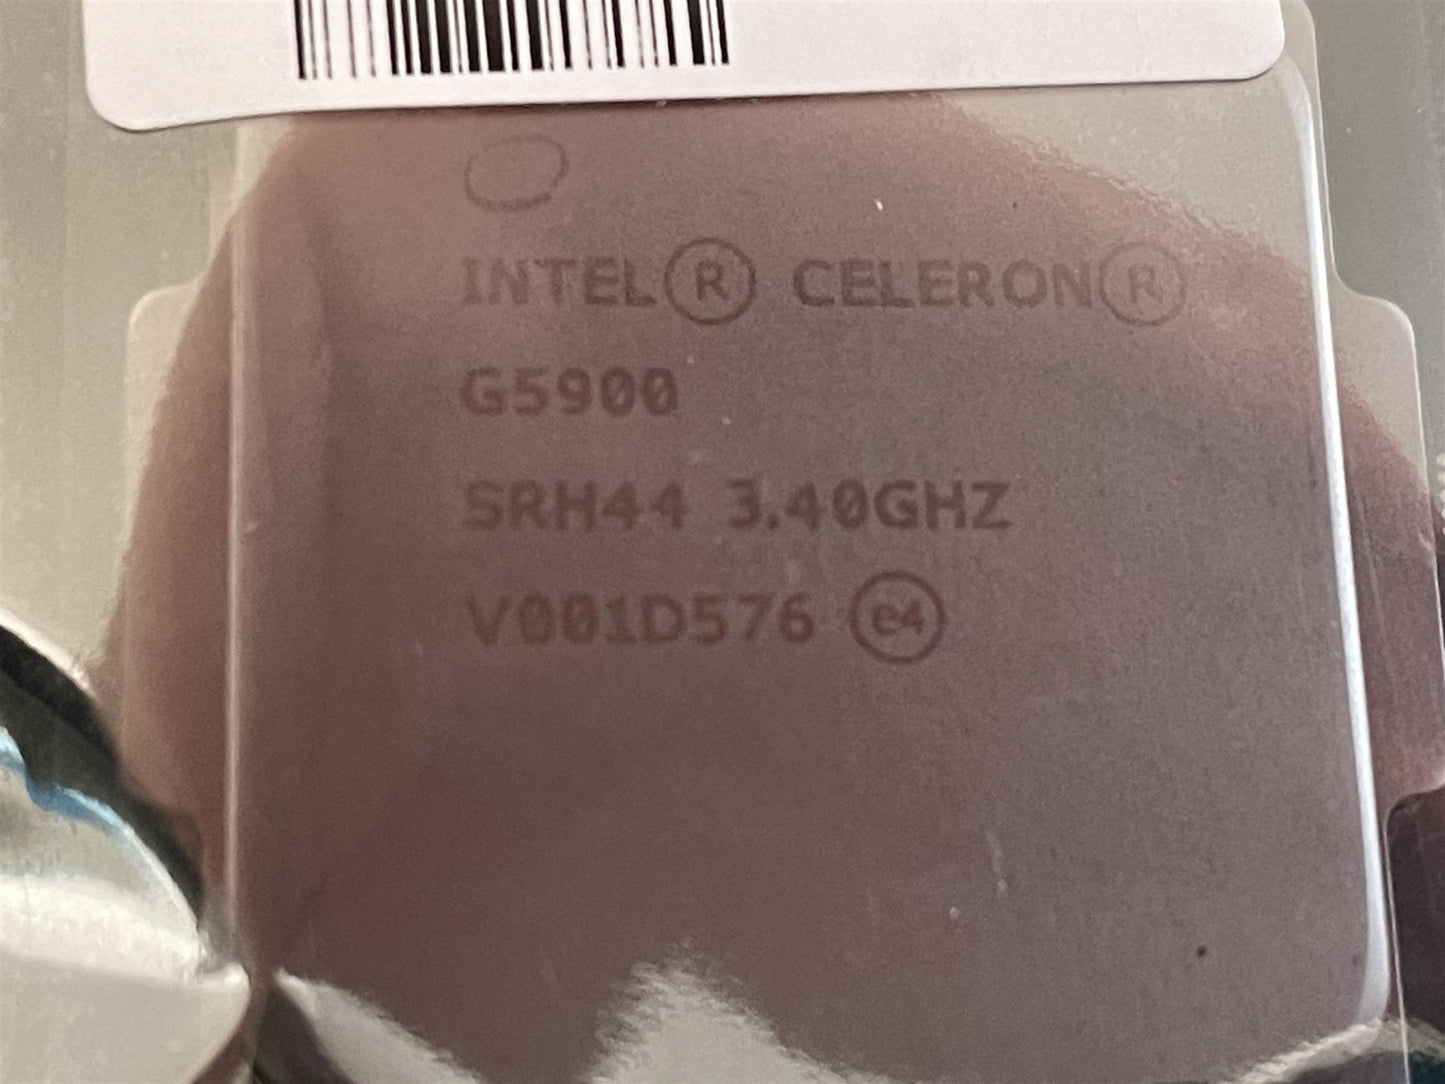 INTEL® CELERON®
G5900
SRH44 3.40GHZ
V001D576 e4